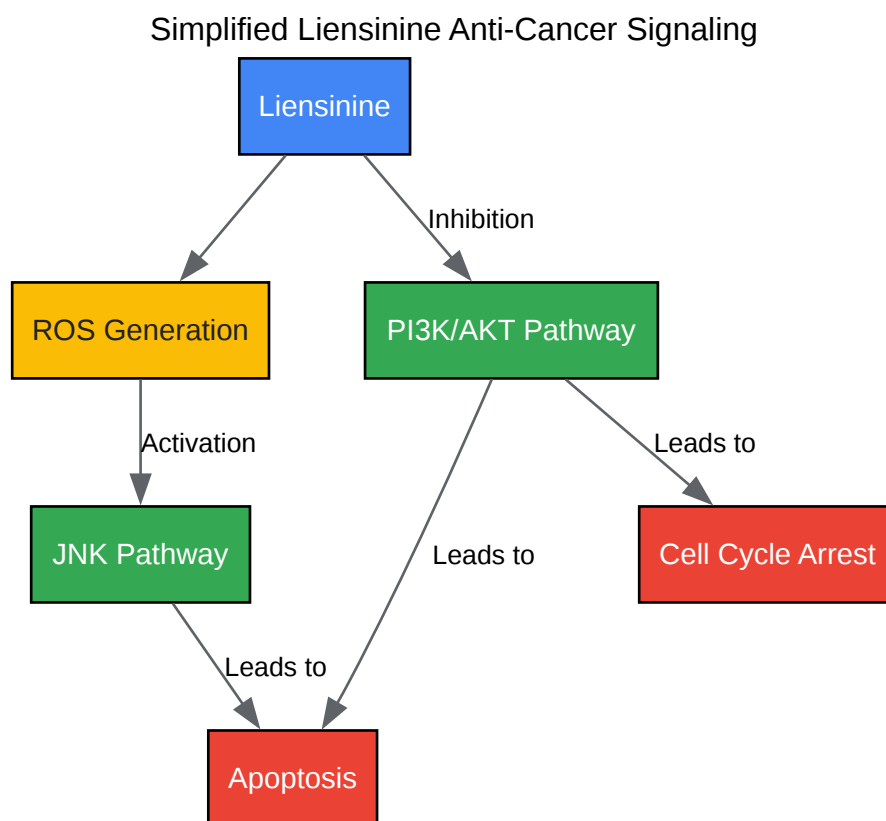 Simplified Liensinine Anti-Cancer Signaling
Liensinine
Inhibition
ROS Generation
PI3K/AKT Pathway
Activation
Leads to
JNK Pathway
Leads to
Cell Cycle Arrest
Leads to
Apoptosis